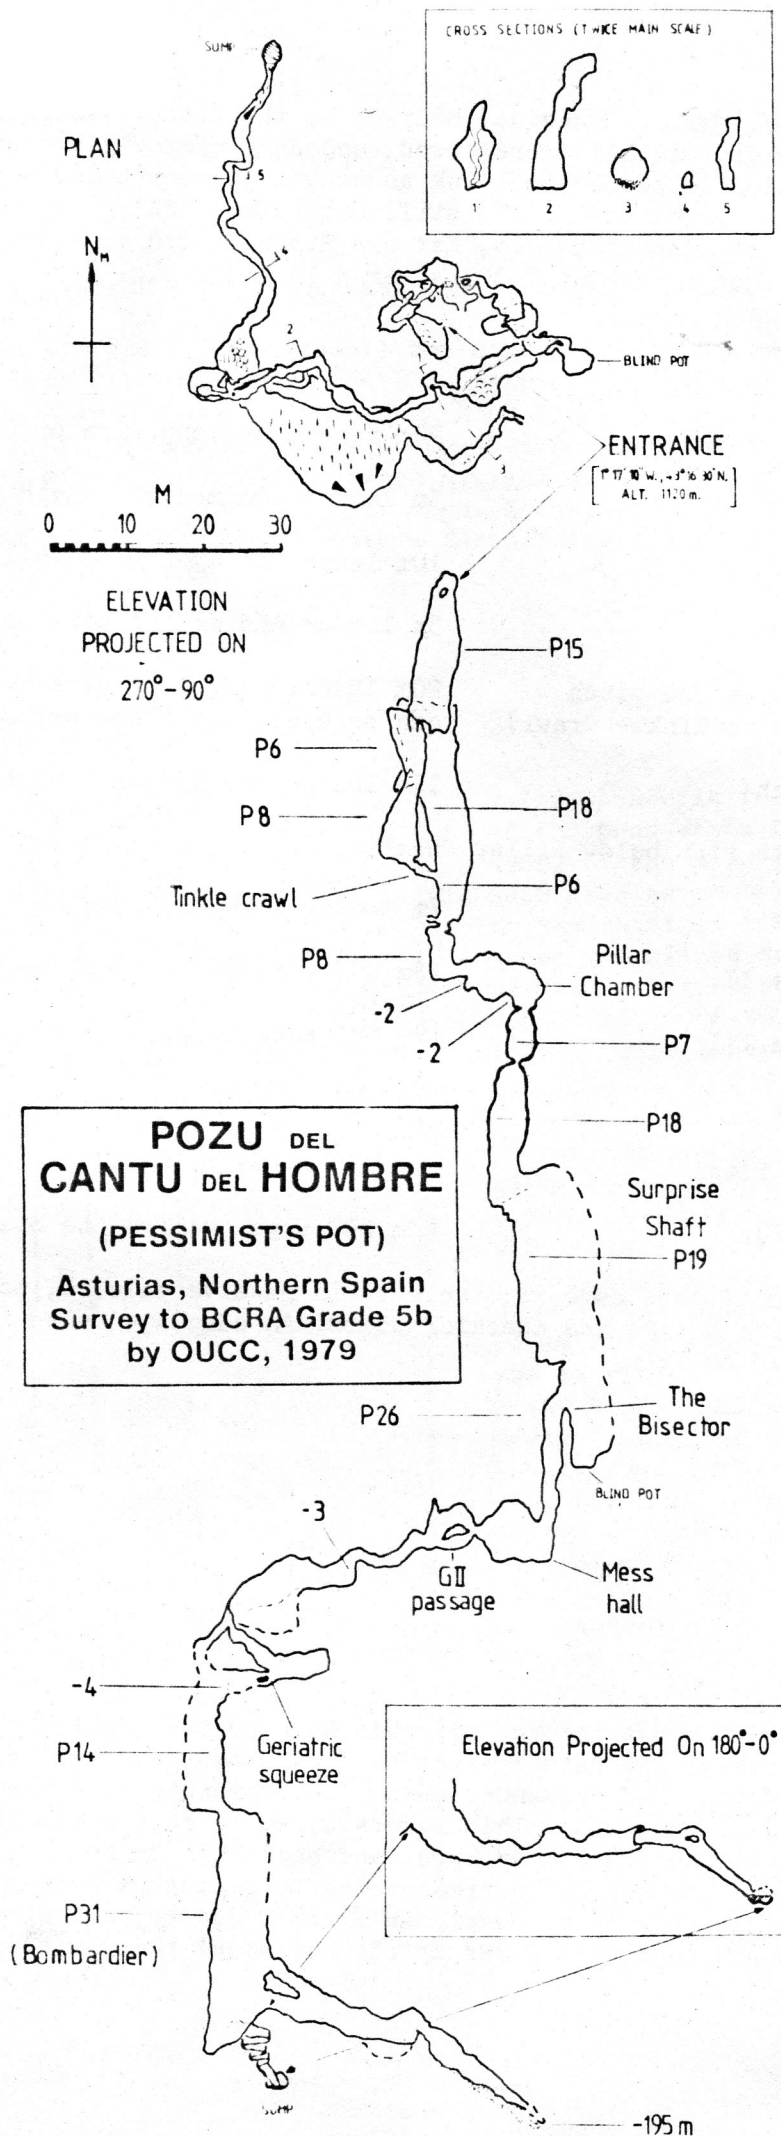 CROSS SECTIONS (TWICE MAIN SCALE)
1
2
3
4
5
SUMP
PLAN
5
N M
4
2
3
BLIND POT
ENTRANCE
ALT. 1120 m.
M
0 10 20 30
ELEVATION
PROJECTED ON
270°-90°
P15
P6
P8
P18
Tinkle crawl
P6
P8
Pillar
Chamber
-2
-2
P7
P18
POZU DEL
CANTU DEL HOMBRE
(PESSIMIST'S POT)
Asturias, Northern Spain
Survey to BCRA Grade 5b
by OUCC, 1979
Surprise
Shaft
P19
P26
The
Bisector
BLIND POT
-3
GII
passage
Mess
hall
-4
P14
Geriatric
squeeze
Elevation Projected On 180°-0°
P31
(Bombardier)
SUMP
-195 m